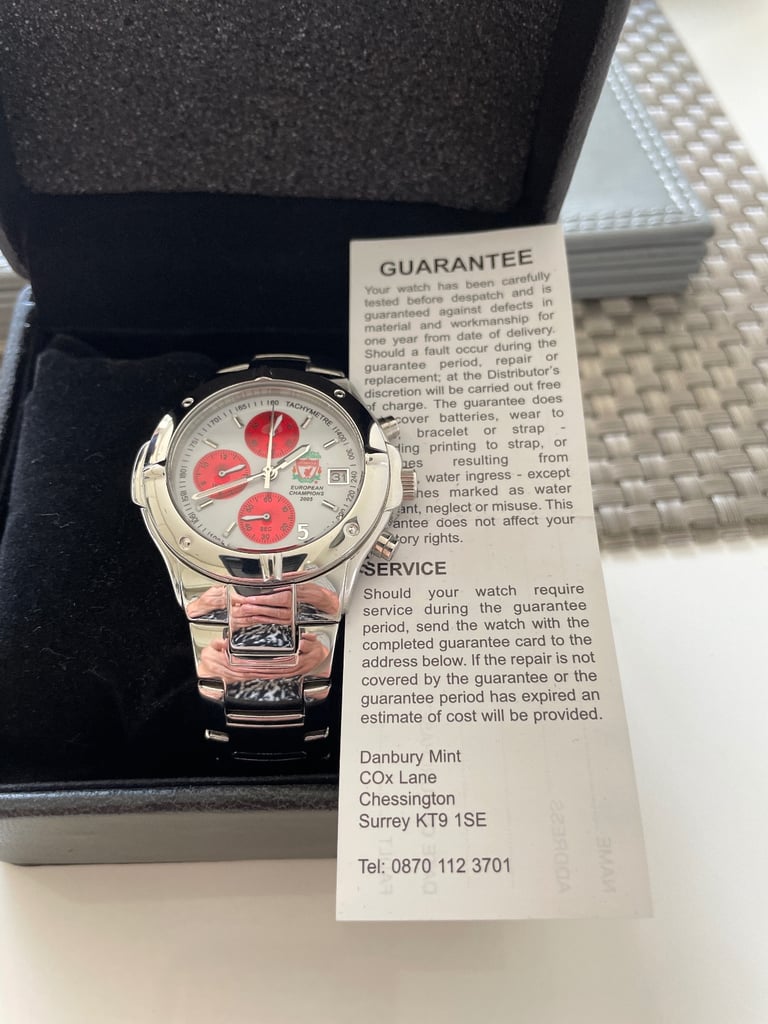 GUARANTEE
Your watch has been carefully
tested before despatch and is
guaranteed against defects in
material and workmanship for
one year from date of delivery.
Should a fault occur during the
guarantee period, repair or
replacement; at the Distributor's
discretion will be carried out free
of charge. The guarantee does
cover batteries, wear to
bracelet or strap -
printing to strap, or
resulting from
water ingress - except
marked as water
neglect or misuse. This
does not affect your
rights.
SERVICE
Should your watch require
service during the guarantee
period, send the watch with the
completed guarantee card to the
address below. If the repair is not
covered by the guarantee or the
guarantee period has expired an
estimate of cost will be provided.
Danbury Mint
COx Lane
Chessington
Surrey KT9 1SE
Tel: 0870 112 3701
TACHYMETRE
160
EUROPEAN
CHAMPIONS
2005
31
SEC
5